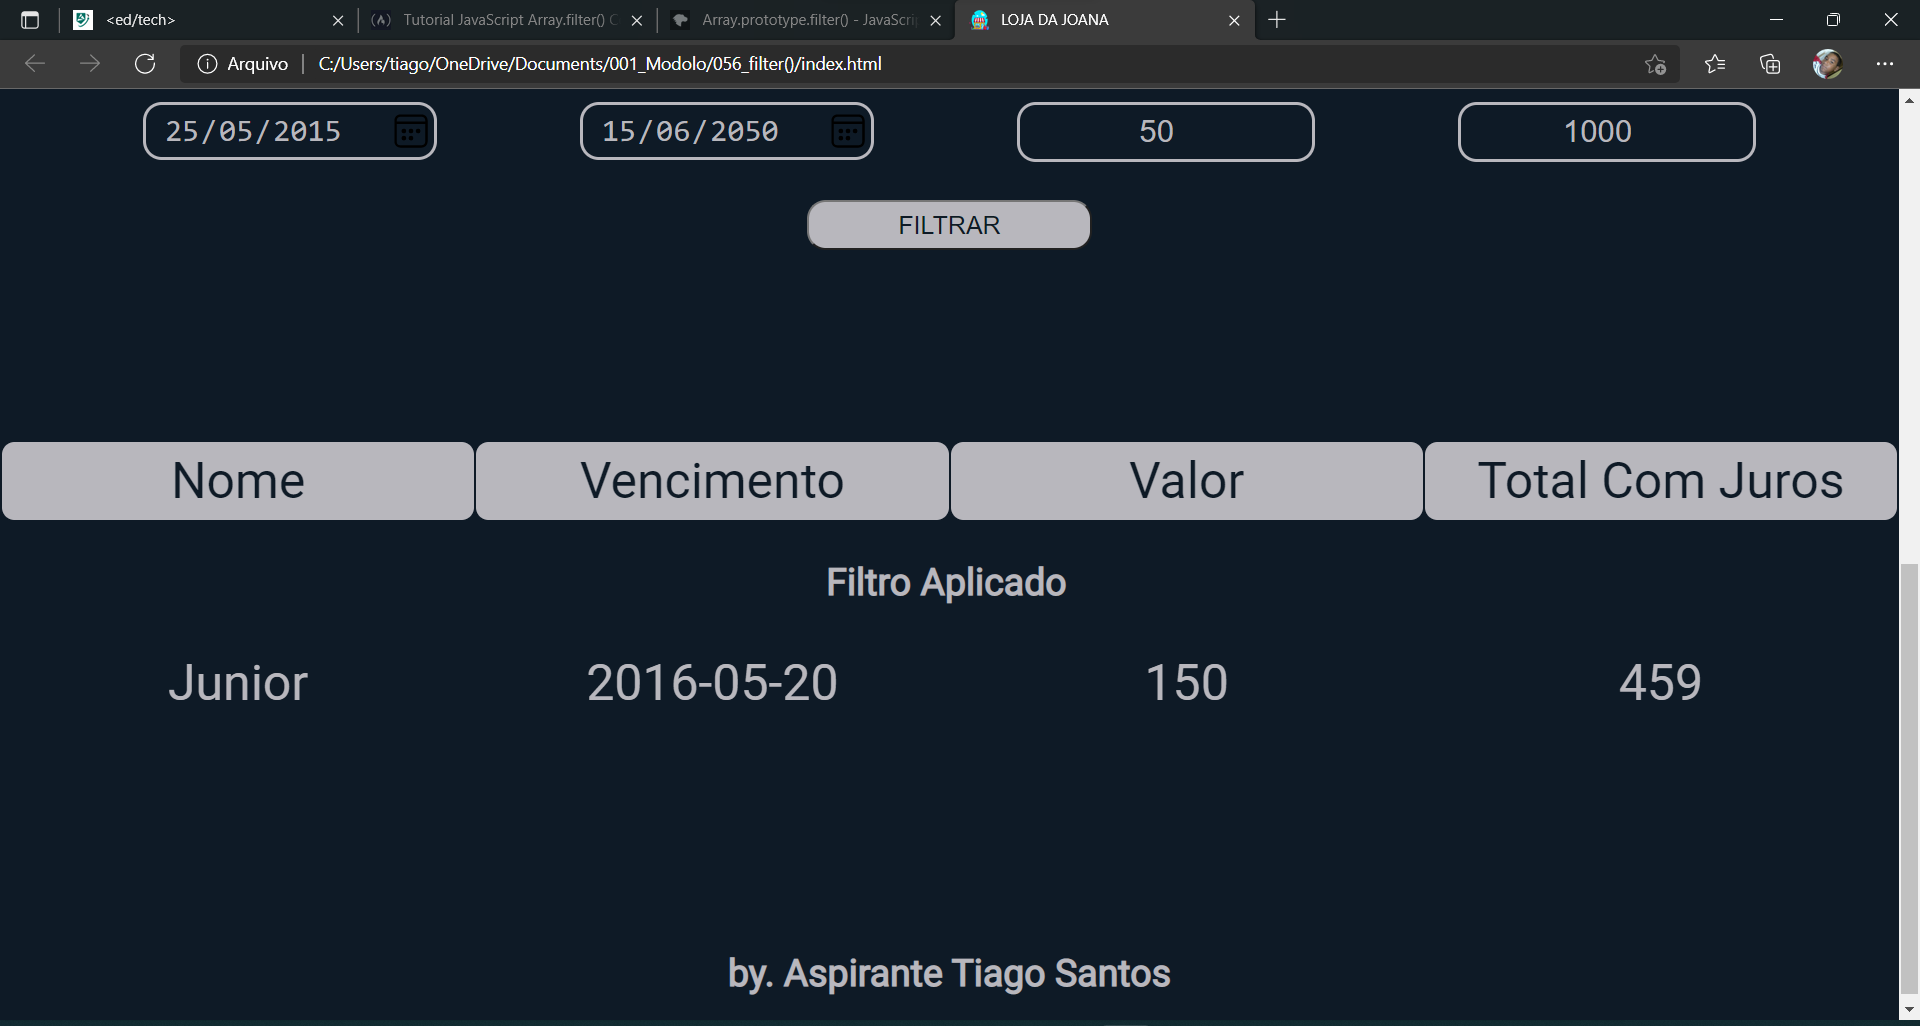 <ed/tech>
Tutorial JavaScript Array.filter() C
Array.prototype.filter() - JavaScri
LOJA DA JOANA
Arquivo
C:/Users/tiago/OneDrive/Documents/001_Modolo/056_filter()/index.html
25/05/2015
15/06/2050
50
1000
FILTRAR
Nome
Vencimento
Valor
Total Com Juros
Filtro Aplicado
Junior
2016-05-20
150
459
by. Aspirante Tiago Santos